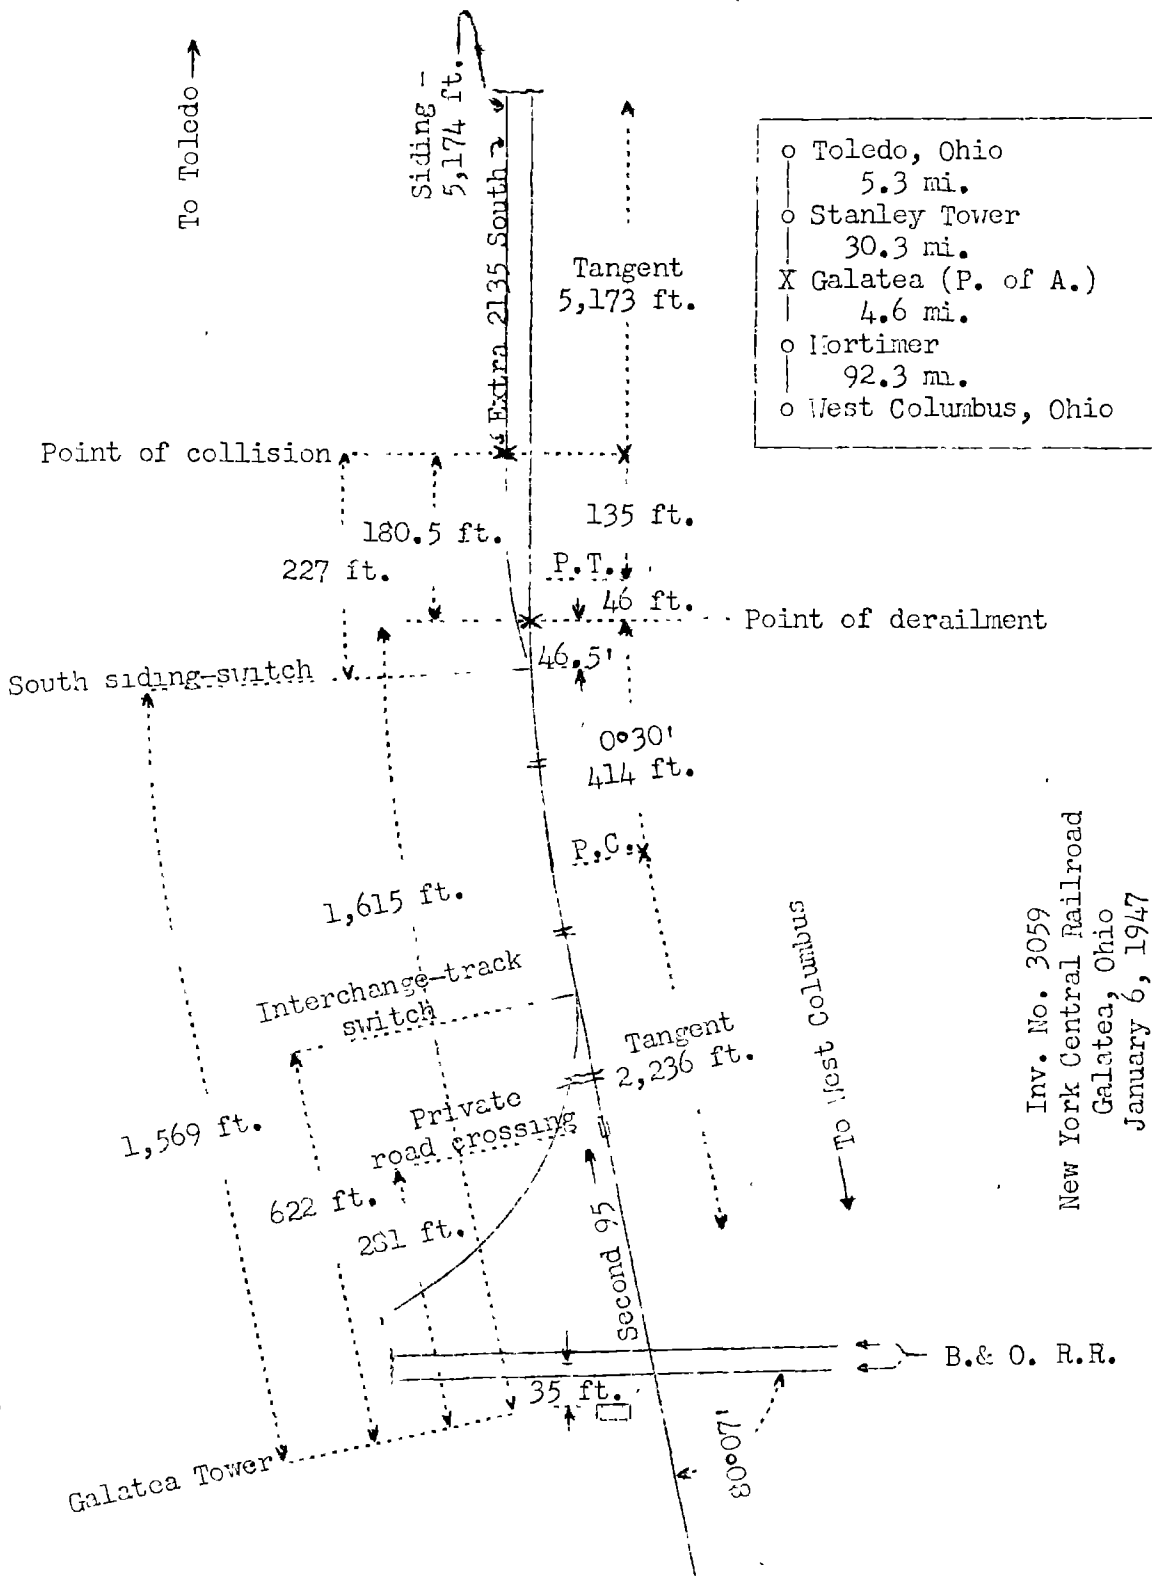 To Toledo
Siding –
5,174 ft.
Extra 2135 South
Tangent
5,173 ft.
Toledo, Ohio
5.3 mi.
Stanley Tower
30.3 mi.
X Galatea (P. of A.)
4.6 mi.
Mortimer
92.3 mi.
West Columbus, Ohio
Point of collision
180.5 ft.
227 ft.
135 ft.
P.T.
46 ft.
Point of derailment
46.5'
South siding-switch
0°30'
414 ft.
P.C.
1,615 ft.
Interchange-track
switch
Tangent
2,236 ft.
To West Columbus
Private
road crossing
1,569 ft.
622 ft.
281 ft.
Second 95
B.& O. R.R.
35 ft.
80°07'
Galatea Tower
Inv. No. 3059
New York Central Railroad
Galatea, Ohio
January 6, 1947